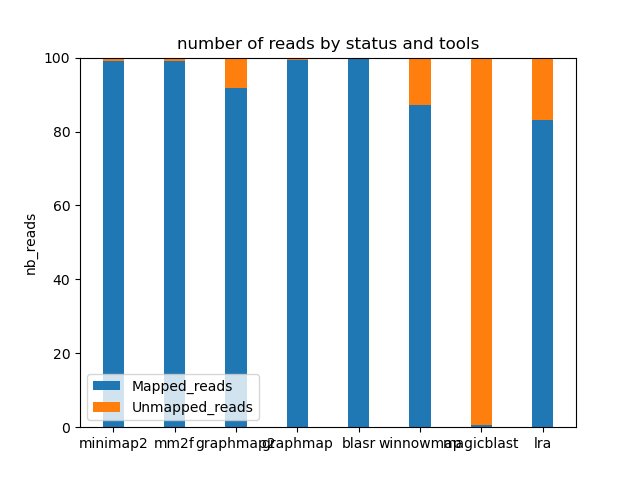 number of reads by status and tools
nb_reads
100
80
60
40
20
0
Mapped_reads
Unmapped_reads
minimap2 mm2f graphmap2 graphmap blasr winnowmap magicblast lra